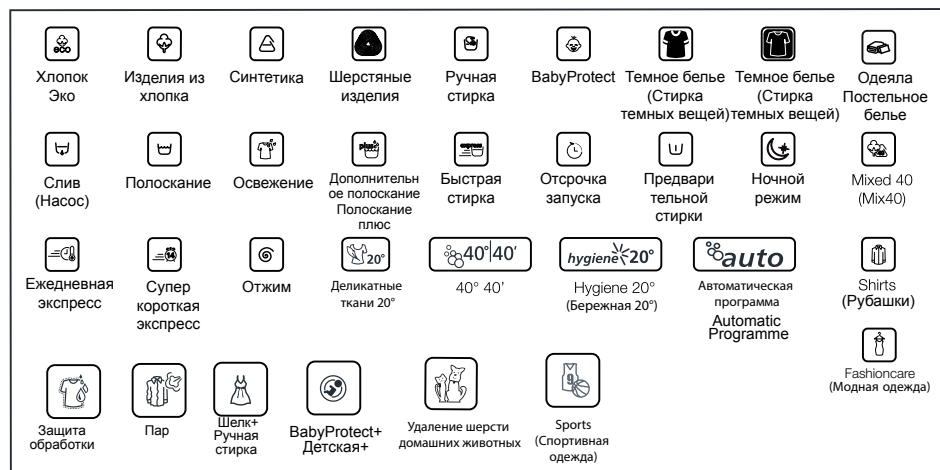 eco
Хлопок
Эко
Изделия из
хлопка
Синтетика
Шерстяные
изделия
Ручная
стирка
BabyProtect
Темное белье
(Стирка
темных вещей)
Темное белье
(Стирка
темных вещей)
Одеяла
Постельное
белье
Слив
(Насос)
Полоскание
Освежение
plus
Дополнительн
ое полоскание
Полоскание
плюс
express
Быстрая
стирка
Отсрочка
запуска
Предвари
тельной
стирки
Ночной
режим
Mixed 40
(Mix40)
Ежедневная
экспресс
14
Супер
короткая
экспресс
Отжим
20°
Деликатные
ткани 20°
40°|40'
40° 40'
hygiene 20°
Hygiene 20°
(Бережная 20°)
auto
Автоматическая
программа
Automatic
Programme
Shirts
(Рубашки)
Fashioncare
(Модная одежда)
Защита
обработки
Пар
Шелк+
Ручная
стирка
BabyProtect+
Детская+
Удаление шерсти
домашних животных
9
Sports
(Спортивная
одежда)